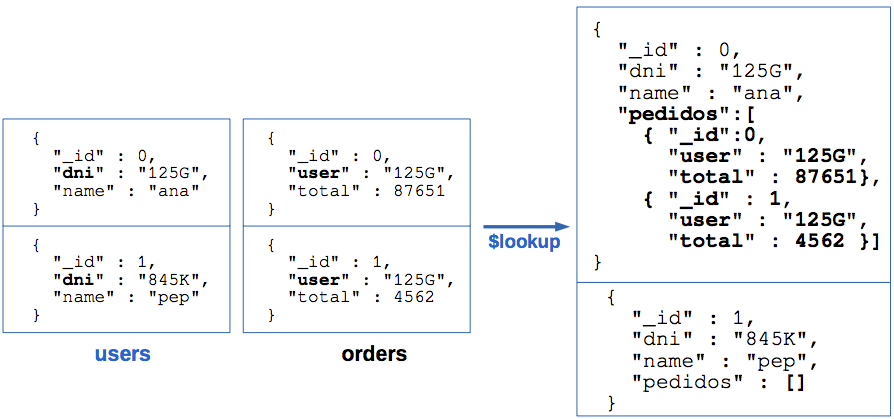 {
"_id" : 0,
"dni" : "125G",
"name" : "ana"
}
{
"_id" : 1,
"dni" : "845K",
"name" : "pep"
}
users
{
"_id" : 0,
"user" : "125G",
"total" : 87651
}
{
"_id" : 1,
"user" : "125G",
"total" : 4562
}
orders
$lookup
{
"_id" : 0,
"dni" : "125G",
"name" : "ana",
"pedidos":[
{ "_id":0,
"user" : "125G",
"total" : 87651},
{ "_id" : 1,
"user" : "125G",
"total" : 4562 }]
}
{
"_id" : 1,
"dni" : "845K",
"name" : "pep",
"pedidos" : []
}